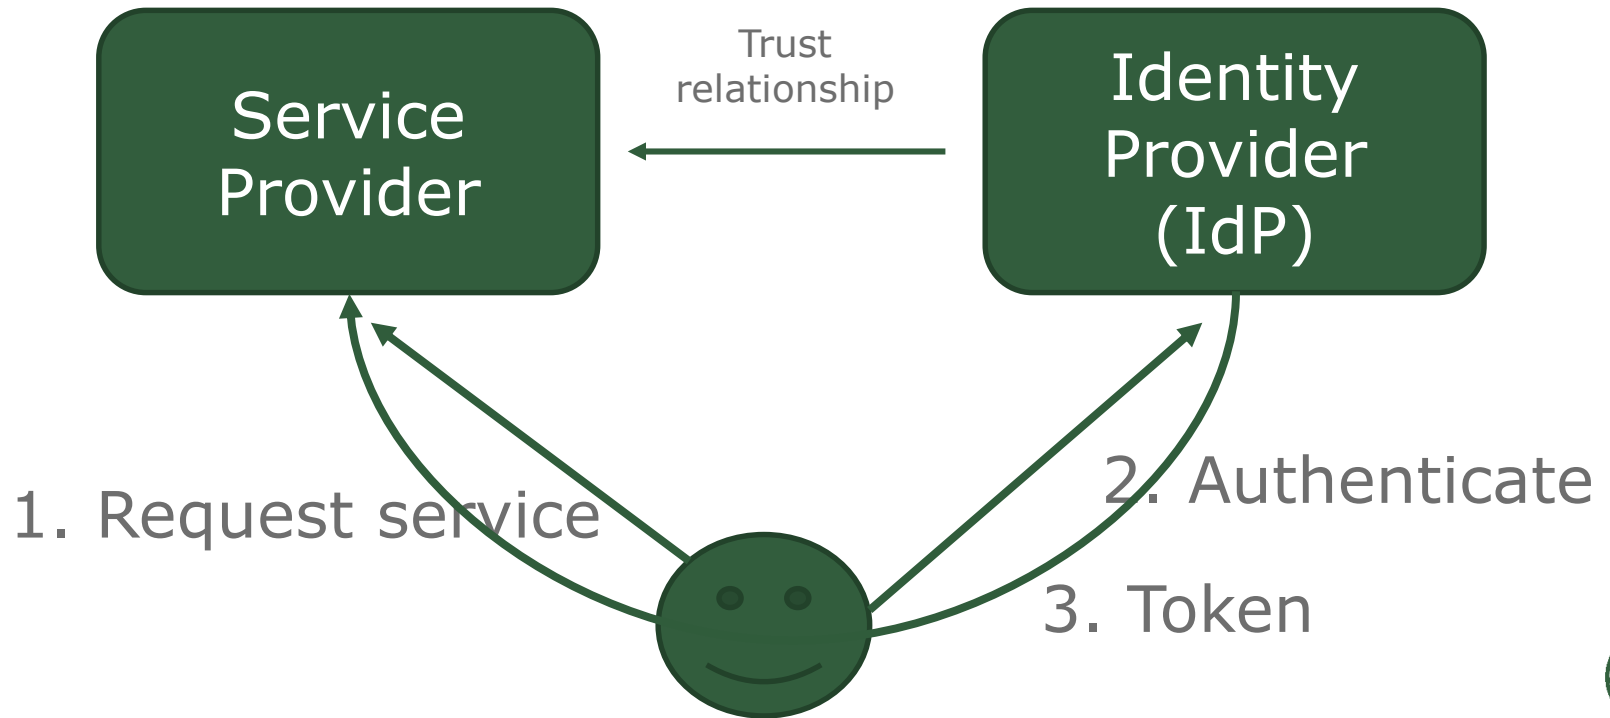 Service
Provider
Trust
relationship
Identity
Provider
(IdP)
1. Request service
2. Authenticate
3. Token